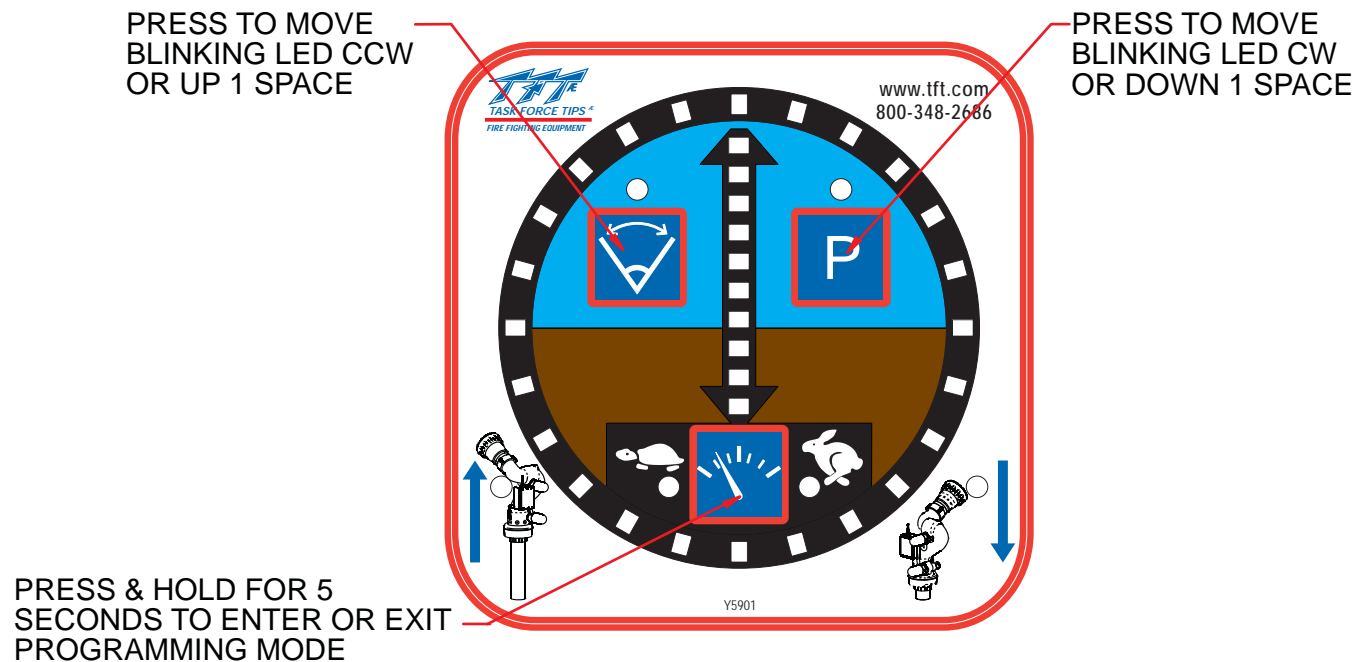 PRESS TO MOVE
BLINKING LED CCW
OR UP 1 SPACE
PRESS TO MOVE
BLINKING LED CW
OR DOWN 1 SPACE
TFT Æ
TASK FORCE TIPS Æ
FIRE FIGHTING EQUIPMENT
www.tft.com
800-348-2686
P
PRESS & HOLD FOR 5
SECONDS TO ENTER OR EXIT
PROGRAMMING MODE
Y5901